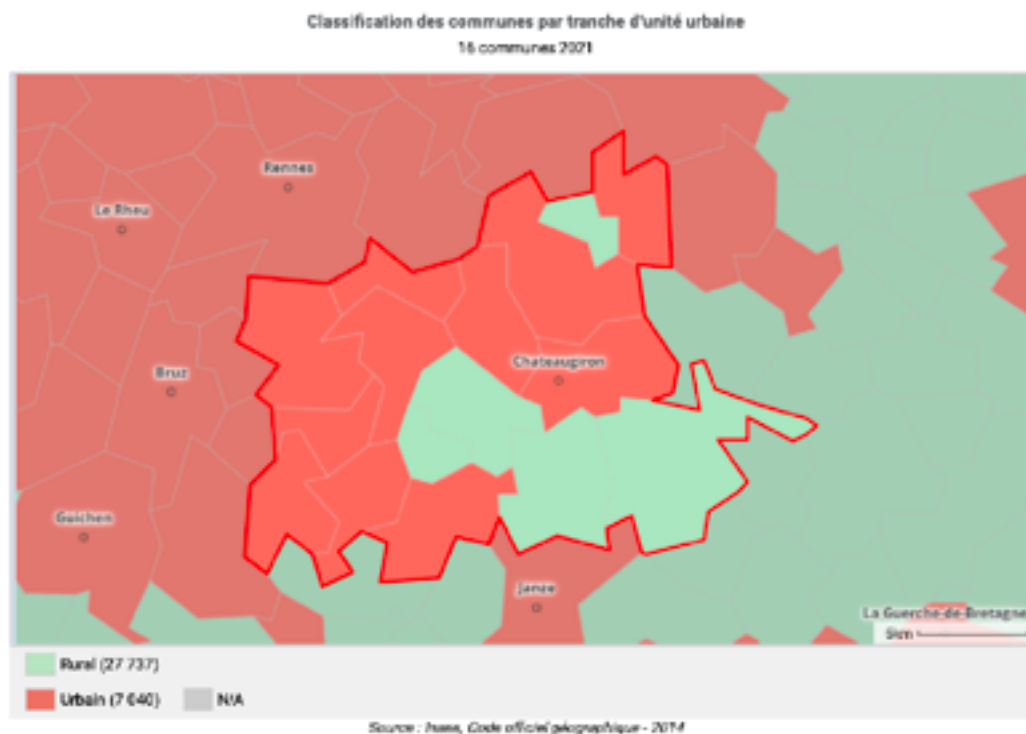 Classification des communes par tranche d'unité urbaine
16 communes 2021
Rennes
Le Rheu
Chateaugiron
Bruz
Guichen
Janze
La Guerche-de-Bretagne
5km
Rural (27 737)
Urbain (7 040)
N/A
Source : Insee, Code officiel géographique - 2014